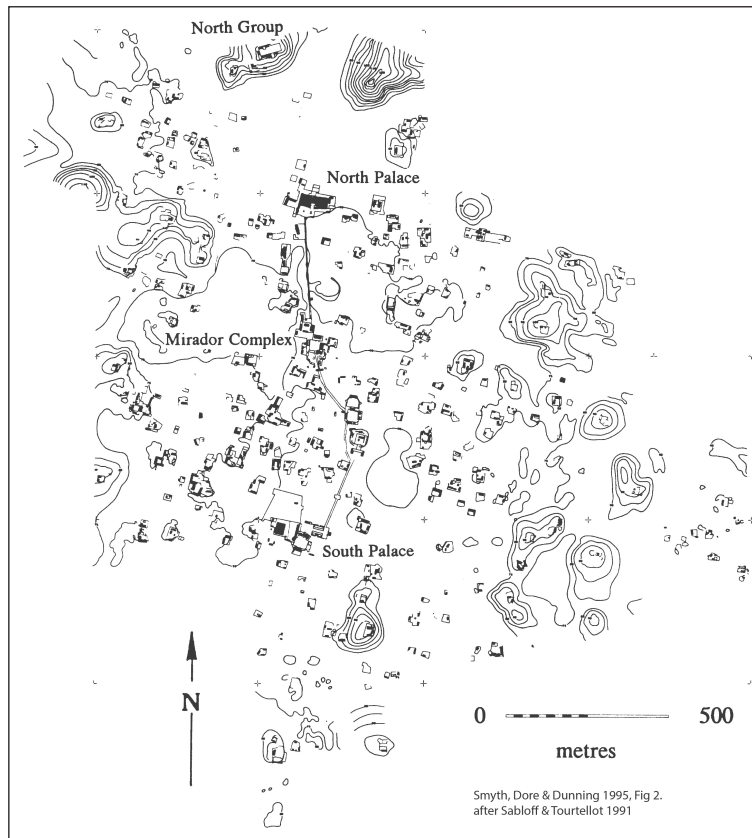 North Group
North Palace
Mirador Complex
South Palace
N
0 500
metres
Smyth, Dore & Dunning 1995, Fig 2.
after Sabloff & Tourtellot 1991